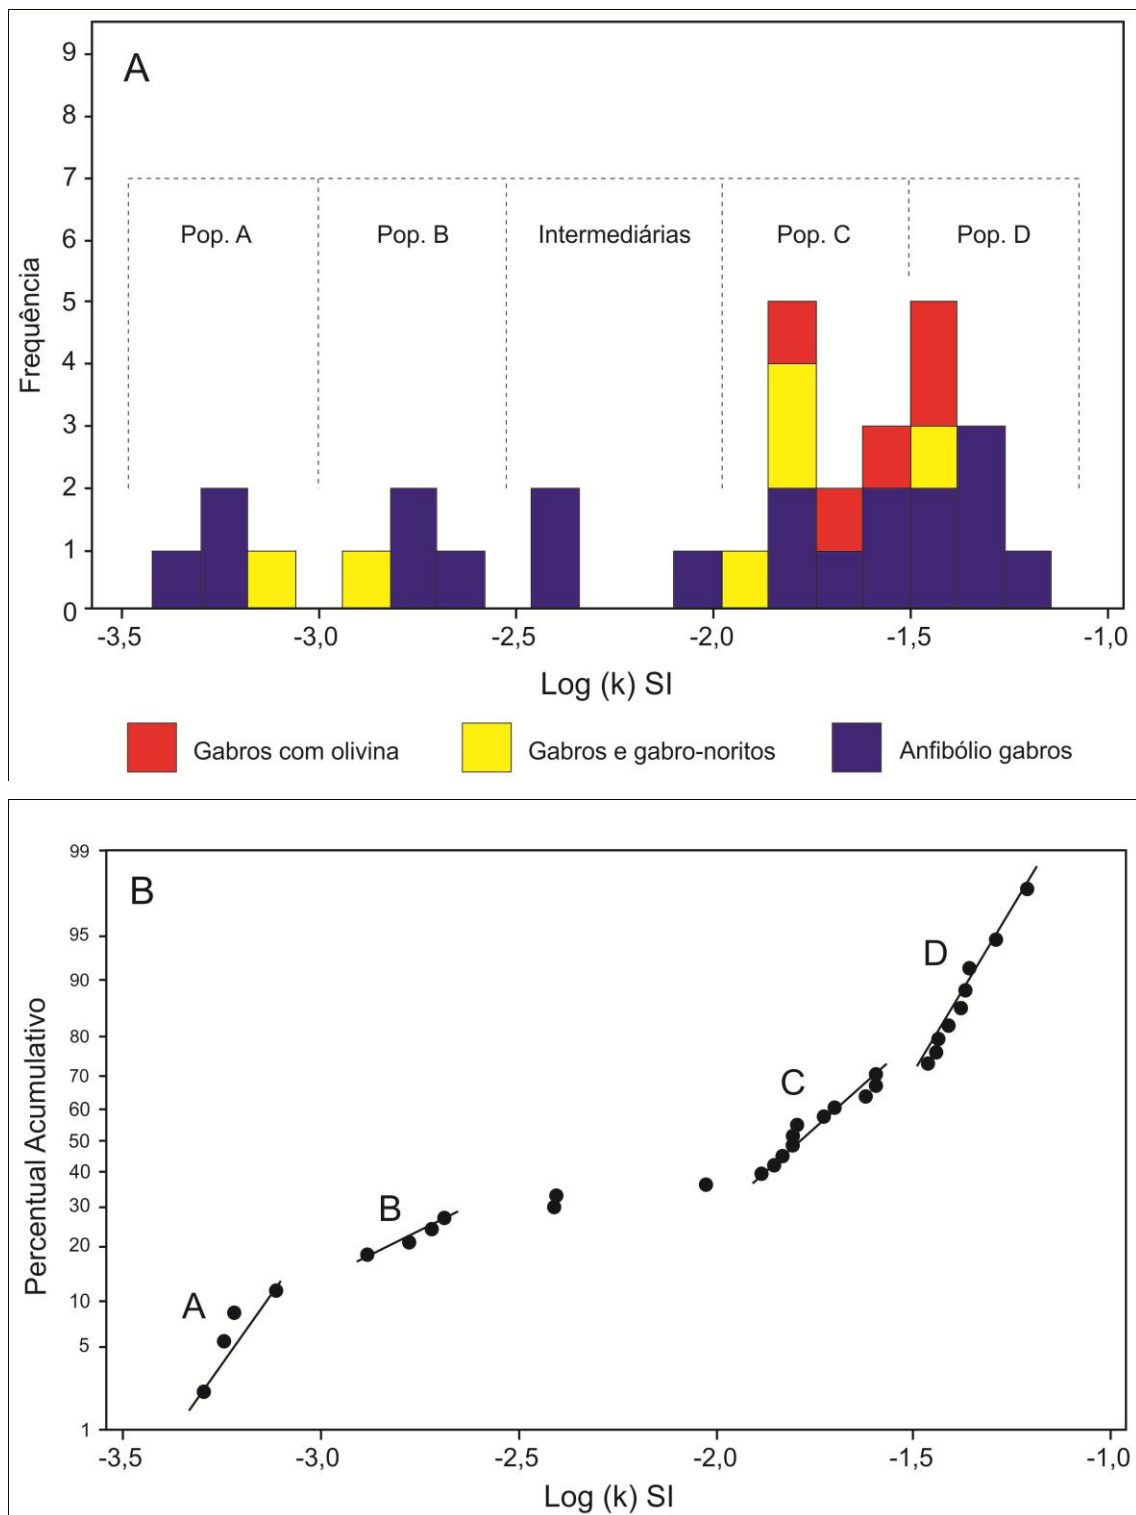 A
9
8
7
6
5
4
3
2
1
0
Frequência
Pop. A
Pop. B
Intermediárias
Pop. C
Pop. D
-3,5
-3,0
-2,5
-2,0
-1,5
-1,0
Log (k) SI
Gabros com olivina
Gabros e gabro-noritos
Anfibólio gabros
B
99
95
90
80
70
60
50
40
30
20
10
5
1
Percentual Acumulativo
A
B
C
D
-3,5
-3,0
-2,5
-2,0
-1,5
-1,0
Log (k) SI